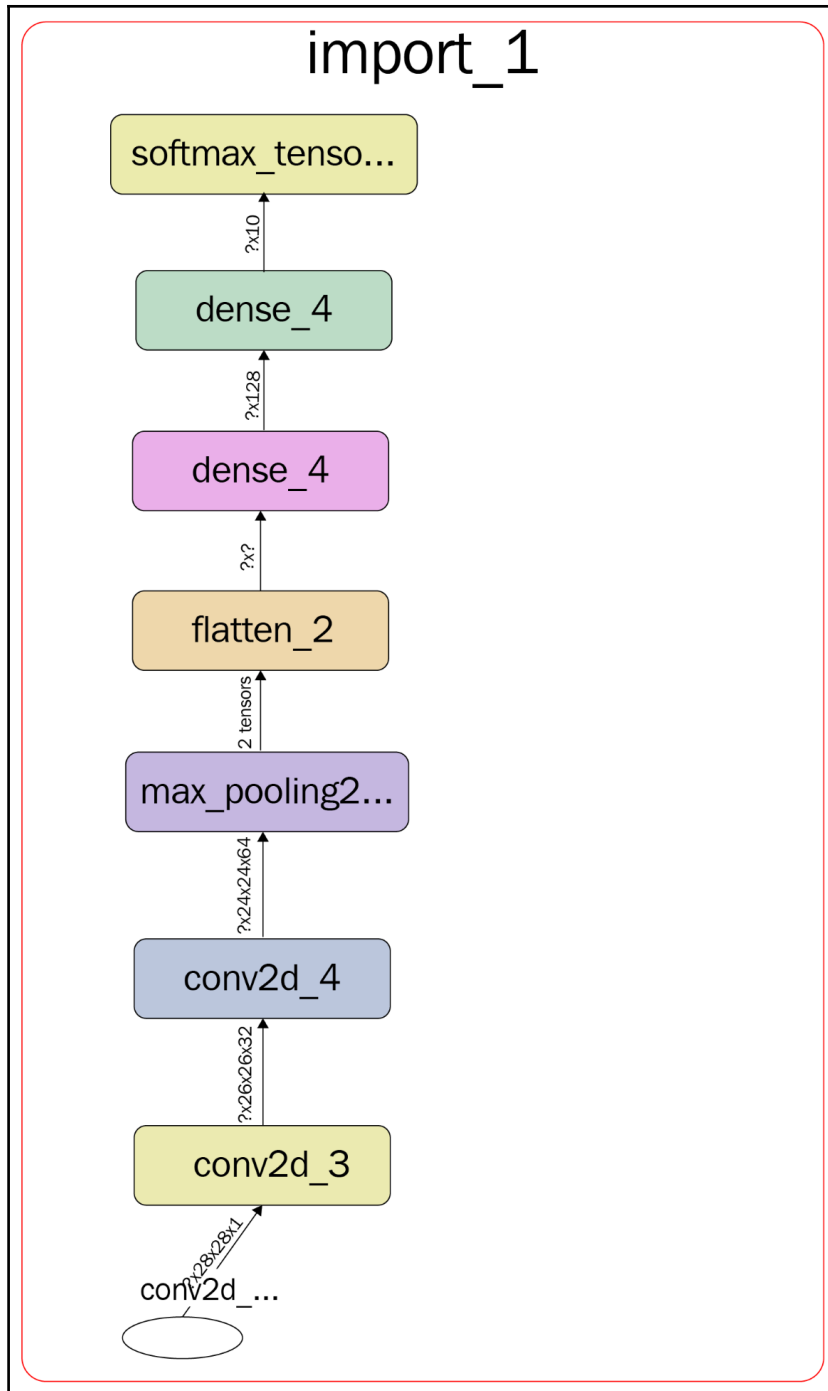 import_1
softmax_tenso...
?x10
dense_4
?x128
dense_4
?x?
flatten_2
2 tensors
max_pooling2...
?x24x24x64
conv2d_4
?x26x26x32
conv2d_3
?x28x28x1
conv2d_...